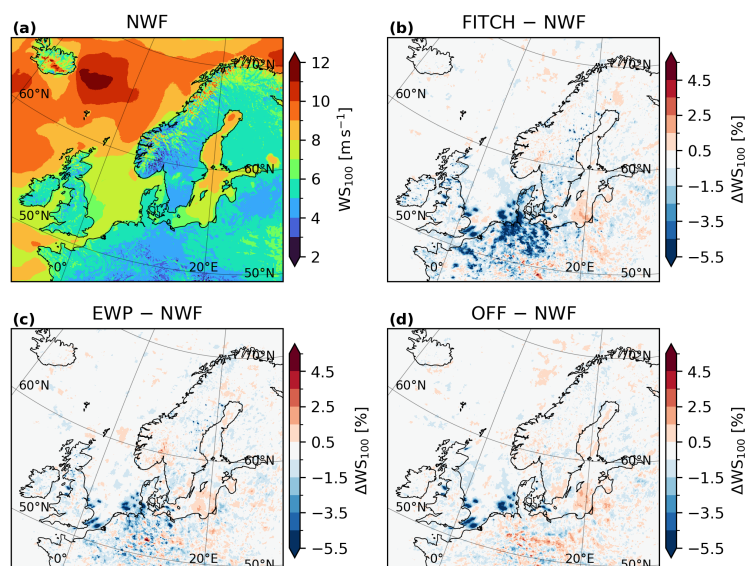 (a) NWF
70°N
60°N
60°N
50°N
0°
20°E
50°N
12
10
8
6
4
2
WS100 [m s−1]
(b) FITCH − NWF
70°N
60°N
60°N
50°N
0°
20°E
50°N
4.5
2.5
0.5
−1.5
−3.5
−5.5
ΔWS100 [%]
(c) EWP − NWF
70°N
60°N
60°N
50°N
0°
20°E
50°N
4.5
2.5
0.5
−1.5
−3.5
−5.5
ΔWS100 [%]
(d) OFF − NWF
70°N
60°N
60°N
50°N
0°
20°E
50°N
4.5
2.5
0.5
−1.5
−3.5
−5.5
ΔWS100 [%]